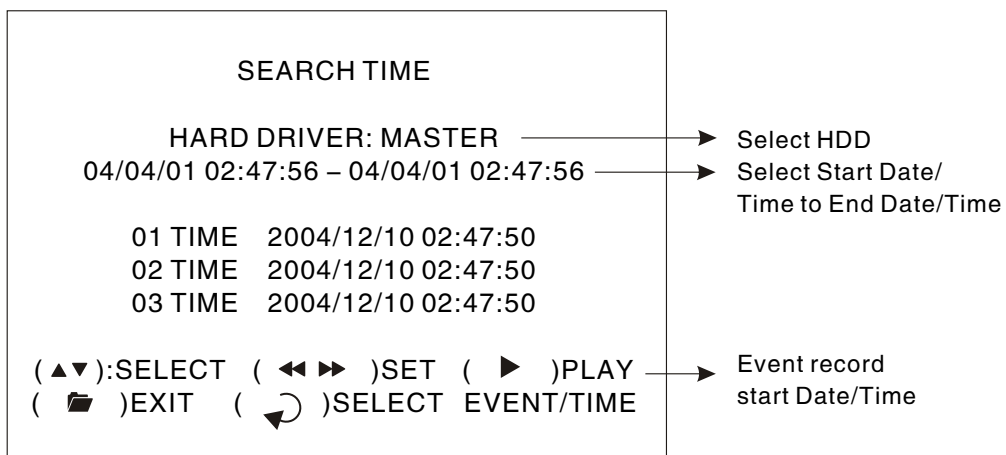 SEARCH TIME
HARD DRIVER: MASTER
Select HDD
04/04/01 02:47:56 – 04/04/01 02:47:56
Select Start Date/
Time to End Date/Time
01 TIME 2004/12/10 02:47:50
02 TIME 2004/12/10 02:47:50
03 TIME 2004/12/10 02:47:50
(▲▼):SELECT ( ◀◀ ▶▶ )SET ( ▶ )PLAY
( )EXIT ( )SELECT EVENT/TIME
Event record
start Date/Time